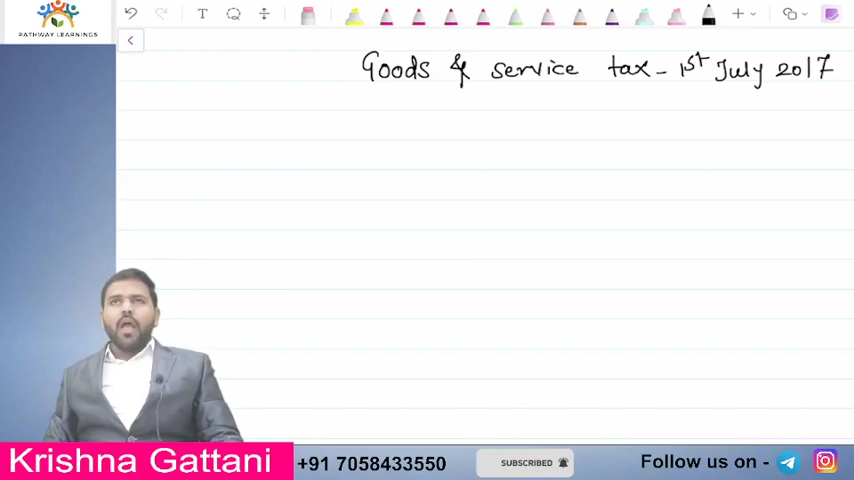 PATHWAY LEARNINGS
T
Goods & service tax - 1st July 2017
Krishna Gattani
+91 7058433550
SUBSCRIBED
Follow us on -